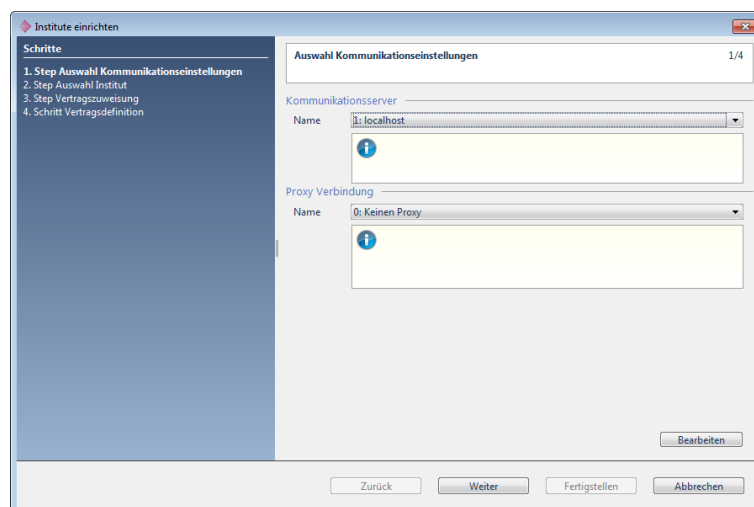 Institute einrichten
Schritte
1. Step Auswahl Kommunikationseinstellungen
2. Step Auswahl Institut
3. Step Vertragszuweisung
4. Schritt Vertragsdefinition
Auswahl Kommunikationseinstellungen 1/4
Kommunikationsserver
Name 1: localhost
Proxy Verbindung
Name 0: Keinen Proxy
Bearbeiten
Zurück Weiter Fertigstellen Abbrechen